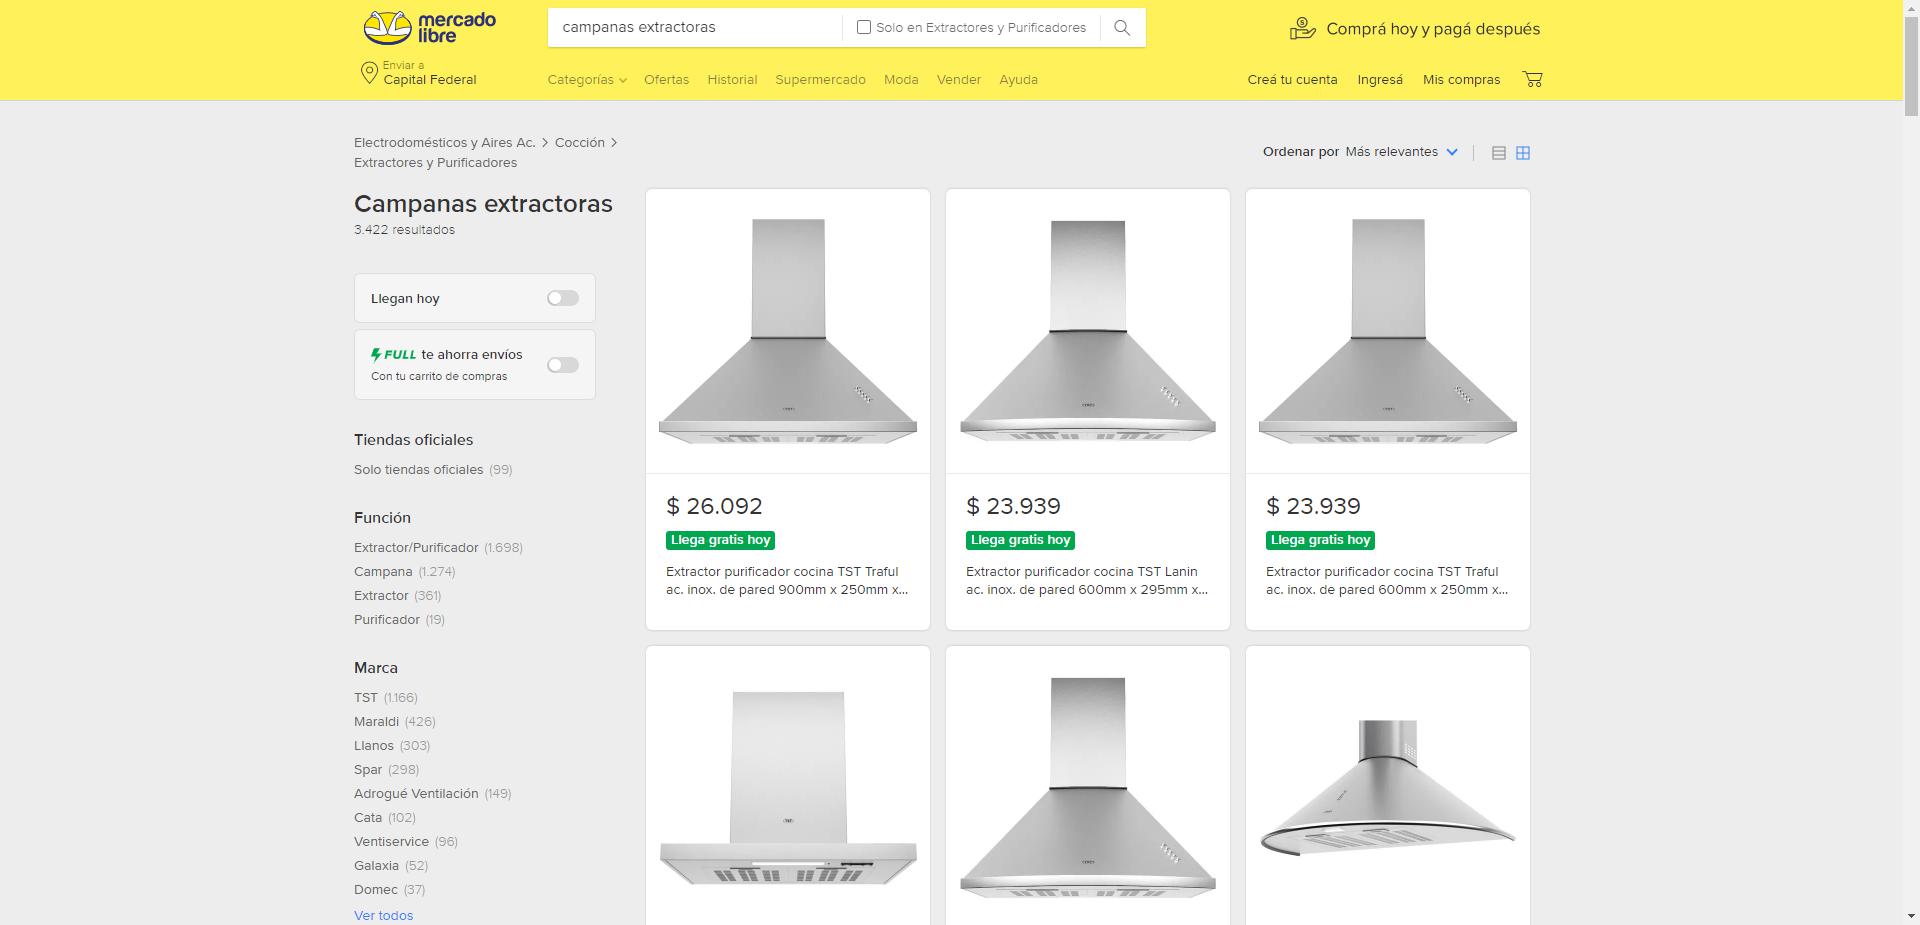 mercado
libre
campanas extractoras
Solo en Extractores y Purificadores
Comprá hoy y pagá después
Enviar a
Capital Federal
Categorías
Ofertas
Historial
Supermercado
Moda
Vender
Ayuda
Creá tu cuenta
Ingresá
Mis compras
Electrodomésticos y Aires Ac. > Cocción >
Extractores y Purificadores
Ordenar por Más relevantes
Campanas extractoras
3.422 resultados
Llegan hoy
FULL te ahorra envíos
Con tu carrito de compras
Tiendas oficiales
Solo tiendas oficiales (99)
Función
Extractor/Purificador (1.698)
Campana (1.274)
Extractor (361)
Purificador (19)
Marca
TST (1.166)
Maraldi (426)
Llanos (303)
Spar (298)
Adrogué Ventilación (149)
Cata (102)
Ventiservice (96)
Galaxia (52)
Domec (37)
Ver todos
$ 26.092
Llega gratis hoy
Extractor purificador cocina TST Traful
ac. inox. de pared 900mm x 250mm x...
$ 23.939
Llega gratis hoy
Extractor purificador cocina TST Lanin
ac. inox. de pared 600mm x 295mm x...
$ 23.939
Llega gratis hoy
Extractor purificador cocina TST Traful
ac. inox. de pared 600mm x 250mm x...